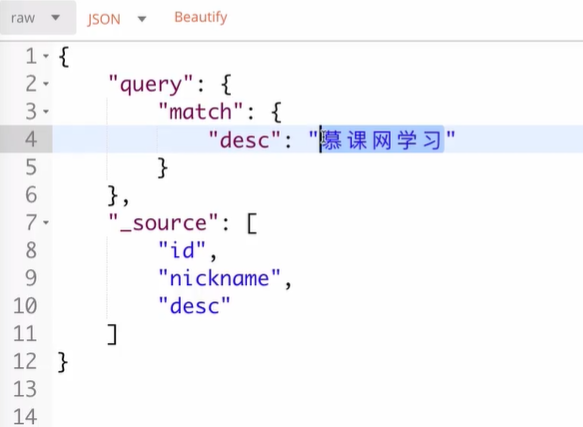 raw JSON Beautify
1 {
2 "query": {
3 "match": {
4 "desc": "慕课网学习"
5 }
6 },
7 "_source": [
8 "id",
9 "nickname",
10 "desc"
11 ]
12 }
13
14